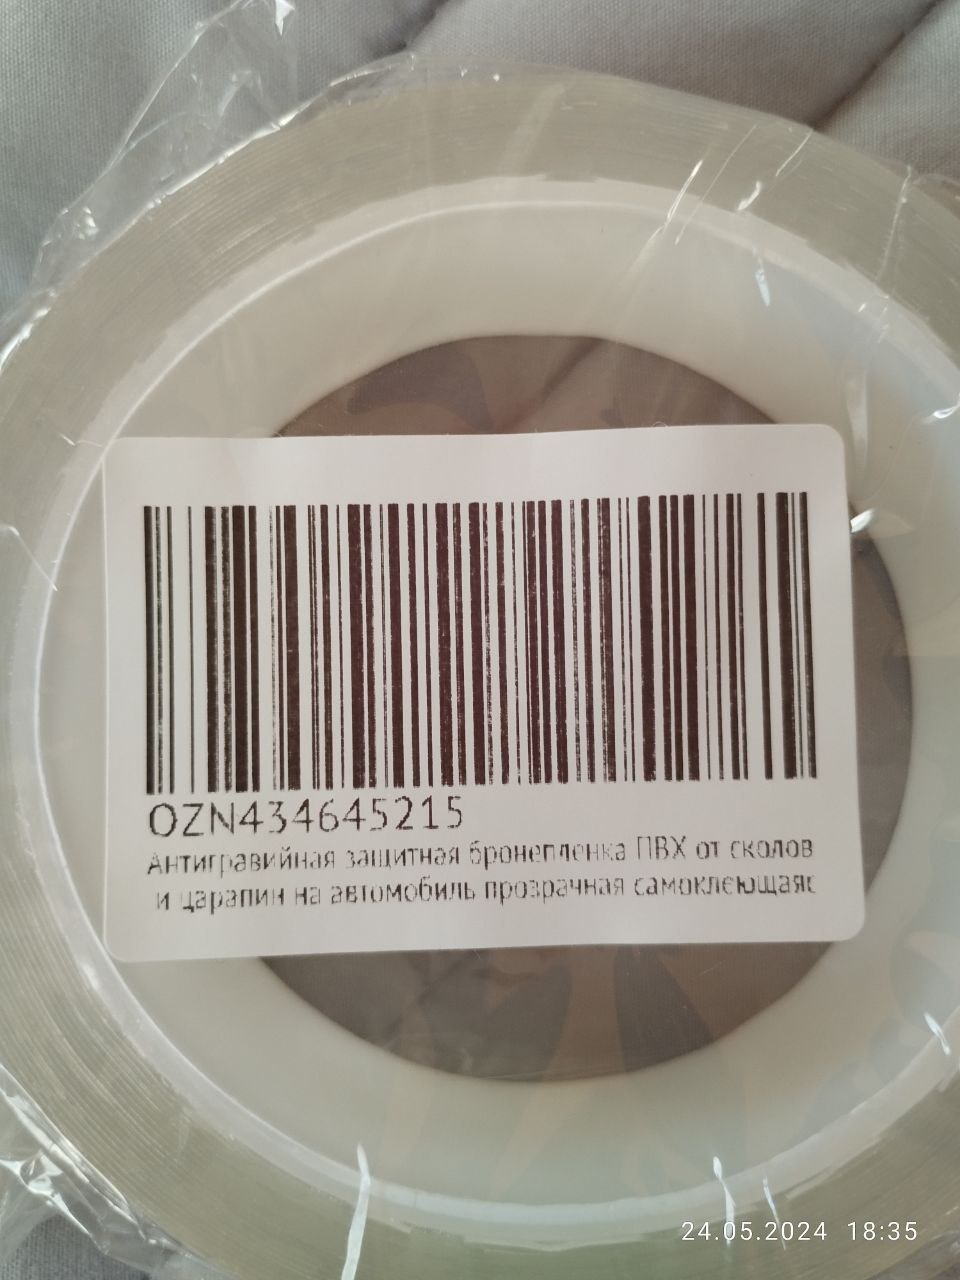 OZN434645215
Антигравийная защитная бронепленка ПВХ от сколов
и царапин на автомобиль прозрачная самоклеющаяс
24.05.2024 18:35